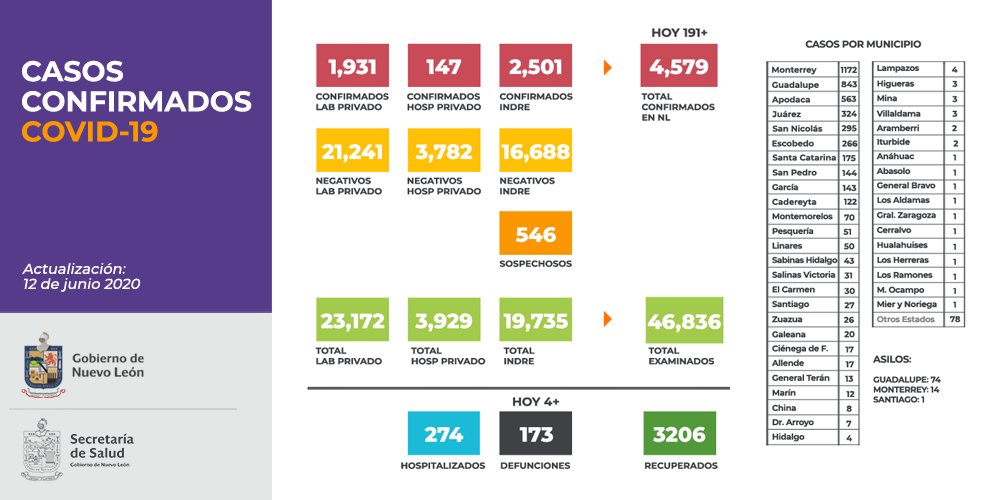 CASOS
CONFIRMADOS
COVID-19
Actualización:
12 de junio 2020
Gobierno de
Nuevo León
Secretaría
de Salud
Gobierno de Nuevo León
HOY 191+
1,931 147 2,501 4,579
CONFIRMADOS LAB PRIVADO
CONFIRMADOS HOSP PRIVADO
CONFIRMADOS INDRE
TOTAL CONFIRMADOS EN NL
21,241 3,782 16,688
NEGATIVOS LAB PRIVADO
NEGATIVOS HOSP PRIVADO
NEGATIVOS INDRE
546
SOSPECHOSOS
23,172 3,929 19,735 46,836
TOTAL LAB PRIVADO
TOTAL HOSP PRIVADO
TOTAL INDRE
TOTAL EXAMINADOS
HOY 4+
274 173 3206
HOSPITALIZADOS DEFUNCIONES RECUPERADOS
CASOS POR MUNICIPIO
Monterrey 1172
Guadalupe 843
Apodaca 563
Juárez 324
San Nicolás 295
Escobedo 266
Santa Catarina 175
San Pedro 144
García 143
Cadereyta 122
Montemorelos 70
Pesquería 51
Linares 50
Sabinas Hidalgo 43
Salinas Victoria 31
El Carmen 30
Santiago 27
Zuazua 26
Galeana 20
Ciénega de F. 17
Allende 17
General Terán 13
Marín 12
China 8
Dr. Arroyo 7
Hidalgo 4
Lampazos 4
Higueras 3
Mina 3
Villaldama 3
Aramberri 2
Iturbide 2
Anáhuac 1
Abasolo 1
General Bravo 1
Los Aldamas 1
Gral. Zaragoza 1
Cerralvo 1
Hualahuises 1
Los Herreras 1
Los Ramones 1
M. Ocampo 1
Mier y Noriega 1
Otros Estados 78
ASILOS:
GUADALUPE: 74
MONTERREY: 14
SANTIAGO: 1